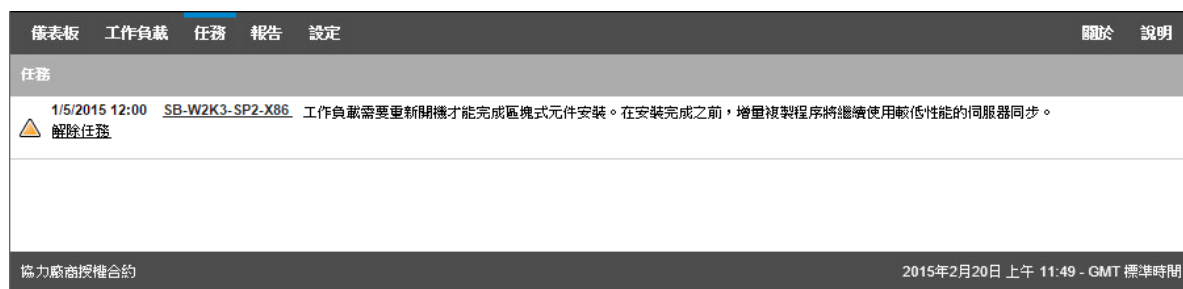 儀表板 工作負載 任務 報告 設定 關於 說明
任務
1/5/2015 12:00 SB-W2K3-SP2-X86 工作負載需要重新開機才能完成區塊式元件安裝。在安裝完成之前，增量複製程序將繼續使用較低性能的伺服器同步。
解除任務
協力廠商授權合約 2015年2月20日 上午 11:49 - GMT 標準時間